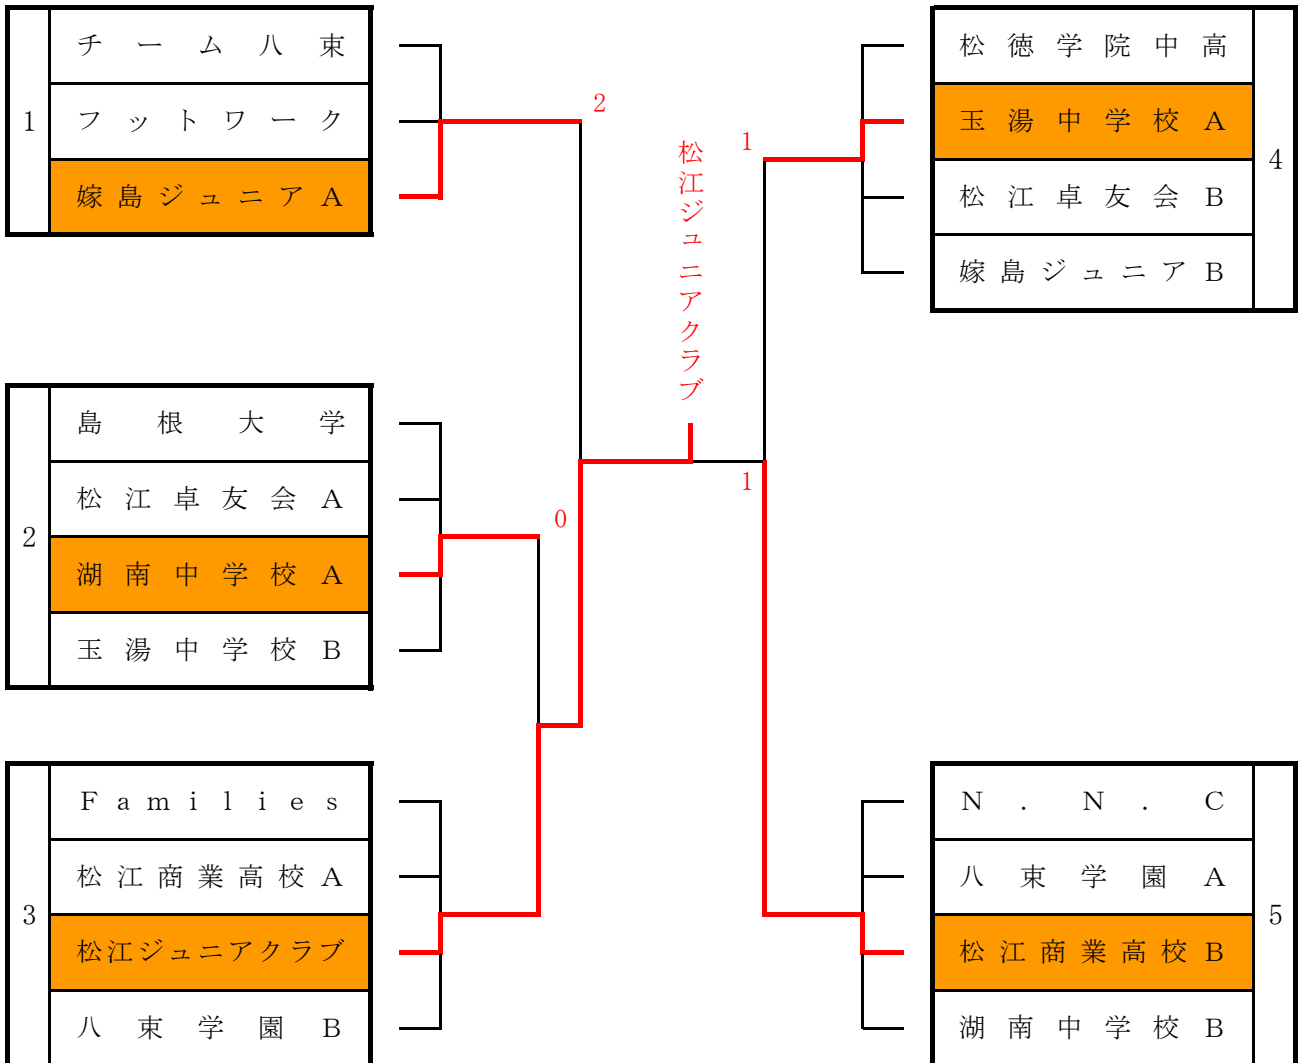 1
チーム八束
フットワーク
嫁島ジュニアA
2
島根大学
松江卓友会A
湖南中学校A
玉湯中学校B
3
Families
松江商業高校A
松江ジュニアクラブ
八束学園B
2
0
松江ジュニアクラブ
1
1
4
松徳学院中高
玉湯中学校A
松江卓友会B
嫁島ジュニアB
5
N.N.C
八束学園A
松江商業高校B
湖南中学校B